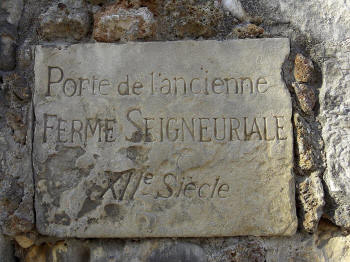 Porte de l'ancienne
FERME SEIGNEURIALE
XIIe Siècle